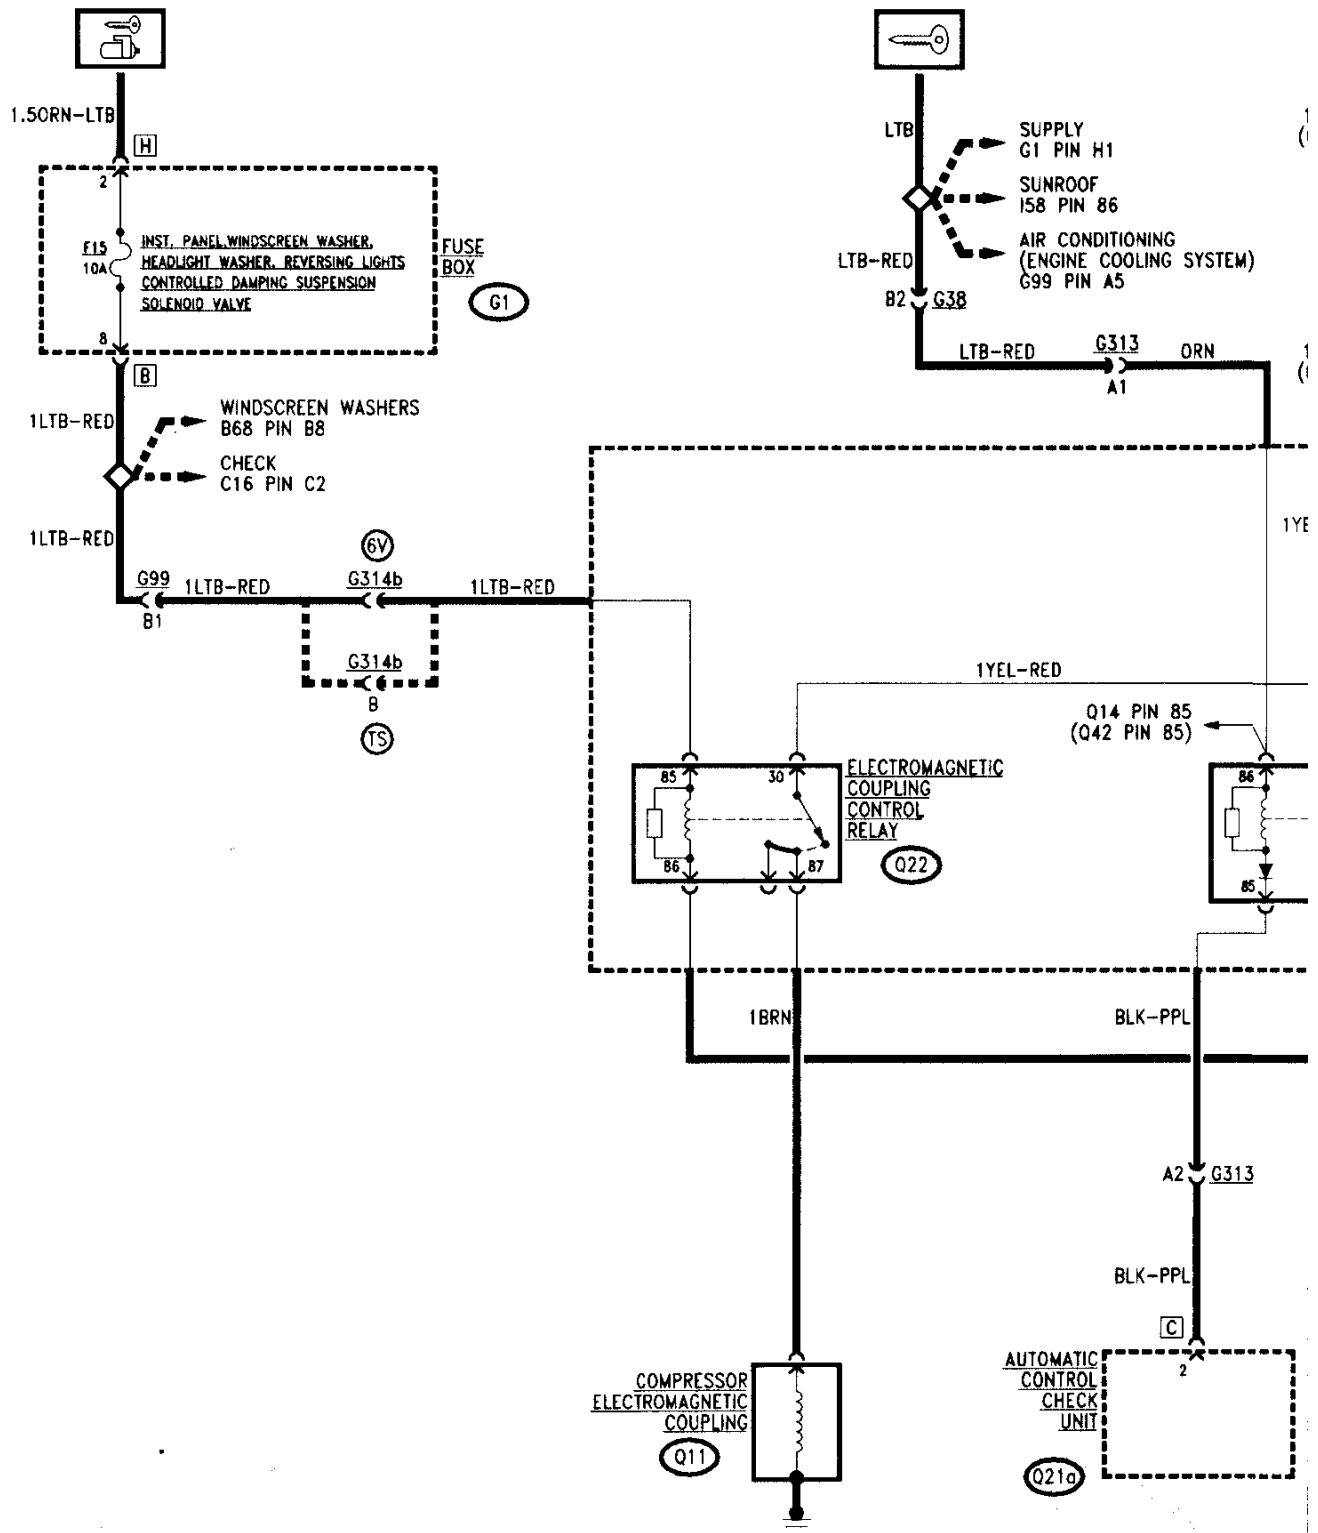 1.5ORN-LTB
H
2
F15
10A
INST. PANEL.WINDSCREEN WASHER.
HEADLIGHT WASHER. REVERSING LIGHTS
CONTROLLED DAMPING SUSPENSION
SOLENOID VALVE
FUSE
BOX
G1
8
B
1LTB-RED
WINDSCREEN WASHERS
B68 PIN B8
CHECK
C16 PIN C2
1LTB-RED
G99
B1
1LTB-RED
6V
G314b
1LTB-RED
G314b
B
TS
LTB
SUPPLY
G1 PIN H1
SUNROOF
I58 PIN 86
AIR CONDITIONING
(ENGINE COOLING SYSTEM)
G99 PIN A5
LTB-RED
B2 G38
LTB-RED
G313
A1
ORN
1YE
1YEL-RED
Q14 PIN 85
(Q42 PIN 85)
85
30
86
87
ELECTROMAGNETIC
COUPLING
CONTROL
RELAY
Q22
86
85
1BRN
BLK-PPL
A2 G313
BLK-PPL
C
2
COMPRESSOR
ELECTROMAGNETIC
COUPLING
Q11
AUTOMATIC
CONTROL
CHECK
UNIT
Q21a